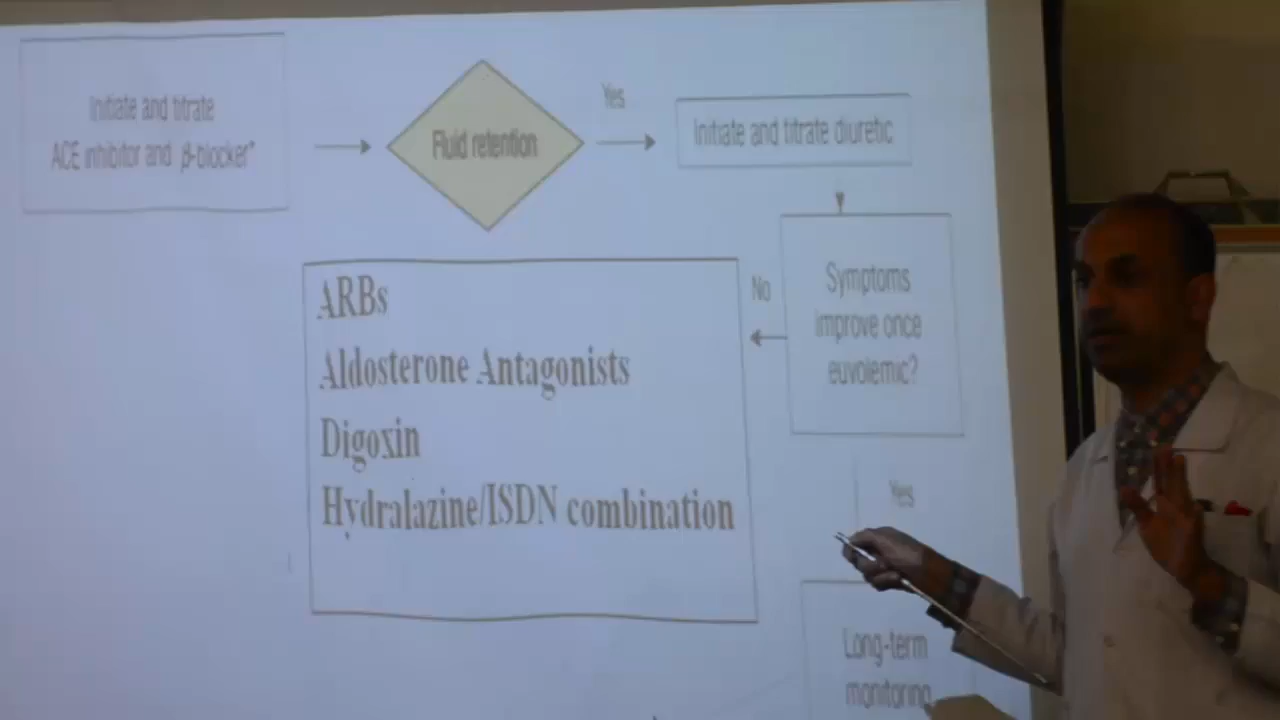 Initiate and titrate
ACE inhibitor and β-blocker*
Fluid retention
Yes
Initiate and titrate diuretic
Symptoms
improve once
euvolemic?
No
ARBs
Aldosterone Antagonists
Digoxin
Hydralazine/ISDN combination
Yes
Long-term
monitoring